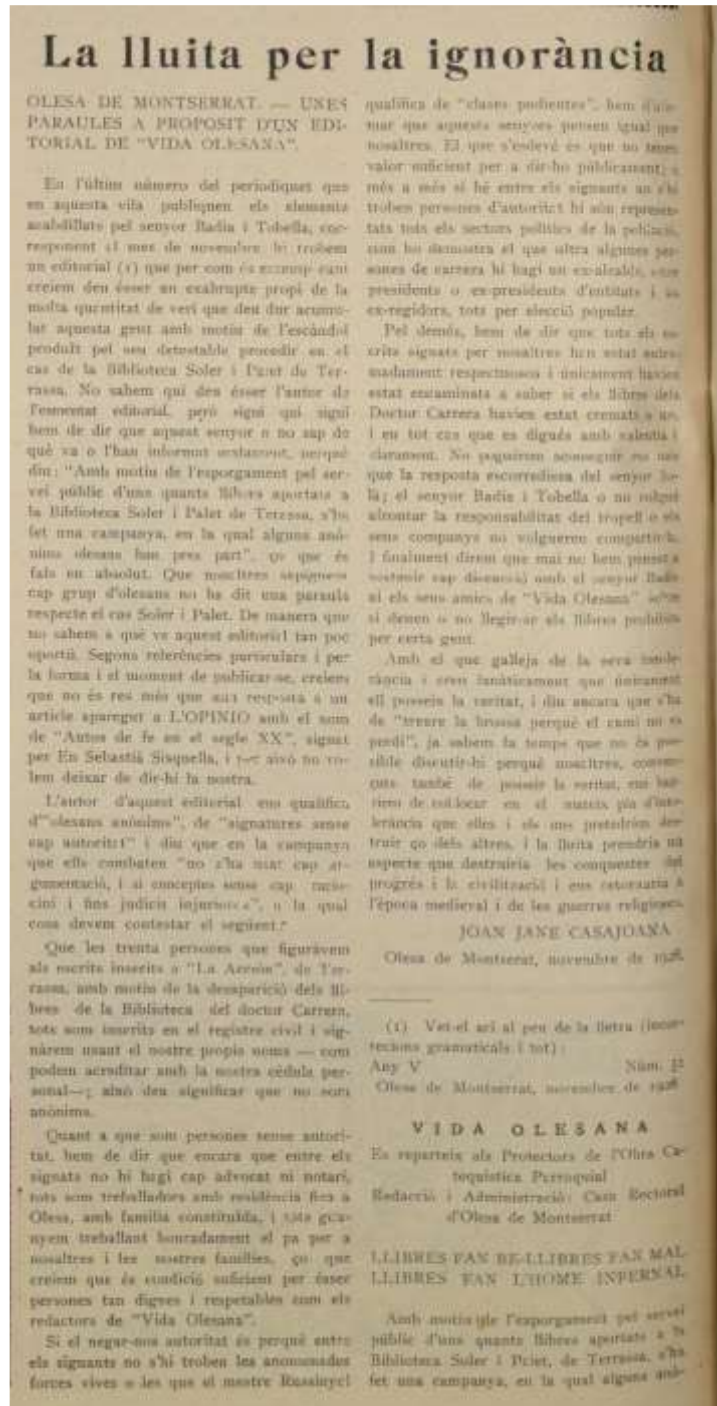 La lluita per la ignorància
OLESA DE MONTSERRAT. — UNES
PARAULES A PROPOSIT D'UN EDI-
TORIAL DE "VIDA OLESANA".
En l'últim número del periodiquet que
en aquesta vila publiquen els elements
acabdillats pel senyor Badia i Tobella, cor-
responent al mes de novembre hi trobem
un editorial (1) que per com és
creiem deu ésser un exabrupte propi de la
molta quantitat de verí que deu dur acumu-
lar aquesta gent amb motiu de l'escàndol
produït pel seu detestable procedir en el
cas de la Biblioteca Soler i Palet de Ter-
rassa. No sabem qui deu ésser l'autor de
l'esmentat editorial, però sigui qui sigui
hem de dir que aquest senyor o no sap de
què va o l'han informat perquè
diu: "Amb motiu de l'esporgament pel ser-
vei públic d'uns quants llibres aportats a
la Biblioteca Soler i Palet de Terrassa, s'ha
fet una campanya, en la qual alguns anò-
nims olesans han pres part", ço que és
fals en absolut. Que nosaltres sapiguem
cap grup d'olesans no ha dit una paraula
respecte el cas Soler i Palet. De manera que
no sabem a què ve aquest editorial tan poc
oportú. Segons referències particulars i per
la forma i el moment de publicar-se, creiem
que no és res més que una resposta a un
article aparegut a L'OPINIO amb el nom
de "Autos de fe en el segle XX", signat
per En Sebastià Sisquella, i per això no vo-
lem deixar de dir-hi la nostra.
L'autor d'aquest editorial ens qualifica
d'"olesans anònims", de "signatures sense
cap autoritat" i diu que en la campanya
que ells combaten "no s'ha usat cap ar-
gumentació, i sí conceptes sense cap racio-
cini i fins judicis injuriosos", a la qual
cosa devem contestar el següent:
Que les trenta persones que figuràvem
als escrits inserits a "La Acción", de Ter-
rassa, amb motiu de la desaparició dels lli-
bres de la Biblioteca del doctor Carrera,
tots som inscrits en el registre civil i sig-
nàrem usant el nostre propis noms — com
podem acreditar amb la nostra cèdula per-
sonal—; això deu significar que no som
anònims.
Quant a que som persones sense autori-
tat, hem de dir que encara que entre els
signats no hi hagi cap advocat ni notari,
tots som treballadors amb residència fixa a
Olesa, amb família constituïda, i tots gua-
nyem treballant honradament el pa per a
nosaltres i les nostres famílies, ço que
creiem que és condició suficient per ésser
persones tan dignes i respetables com els
redactors de "Vida Olesana".
Si el negar-nos autoritat és perquè entre
els signants no s'hi troben les anomenades
forces vives o les que el mestre Russinyol
qualifica de "clases pudientes", hem d'afir-
mar que aquests senyors pensen igual que
nosaltres. El que s'esdevé és que no tenen
valor suficient per a dir-ho públicament; a
més a més si bé entre els signants no s'hi
troben persones d'autoritat hi són represen-
tats tots els sectors polítics de la població,
com ho demostra el que ultra algunes per-
sones de carrera hi hagi un ex-alcalde,
presidents o ex-presidents d'entitats i
ex-regidors, tots per elecció popular.
Pel demés, hem de dir que tots els es-
crits signats per nosaltres han estat extre-
madament respectuosos i únicament havien
estat encaminats a saber si els llibres dels
Doctor Carrera havien estat cremats o no,
i en tot cas que es digués amb valentia i
clarament. No poguérem aconseguir res més
que la resposta escorredissa del senyor So-
là; el senyor Badia i Tobella o no volgué
afrontar la responsabilitat del tropell o els
seus companys no volgueren compartir-la.
I finalment direm que mai no hem pensat a
sostenir cap discussió amb el senyor Badia
ni els seus amics de "Vida Olesana" sobre
si deuen o no llegir-se els llibres prohibits
per certa gent.
Amb el que galleja de la seva intole-
rància i creu fanàticament que únicament
ell posseix la veritat, i diu encara que s'ha
de "treure la brossa perquè el camí no es
perdi", ja sabem fa temps que no és pos-
sible discutir-hi perquè nosaltres, conven-
çuts també de posseir la veritat, ens hau-
ríem de col·locar en el mateix pla d'into-
lerància que elles i els uns pretendríem des-
truir ço dels altres, i la lluita prendria un
aspecte que destruiria les conquestes del
progrés i la civilització i ens retornaria a
l'època medieval i de les guerres religioses.
JOAN JANE CASAJOANA
Olesa de Montserat, novembre de 1928.
(1) Vet-el ací al peu de la lletra (incor-
reccions gramaticals i tot):
Any V Núm. 52
Olesa de Montserrat, novembre de 1928
VIDA OLESANA
Es reparteix als Protectors de l'Obra Ca-
tequística Parroquial
Redacció i Administració: Casa Rectoral
d'Olesa de Montserrat
LLIBRES FAN BE-LLIBRES FAN MAL
LLIBRES FAN L'HOME INFERNAL
Amb motiu de l'esporgament pel servei
públic d'uns quants llibres aportats a la
Biblioteca Soler i Palet, de Terrassa, s'ha
fet una campanya, en la qual alguns anò-